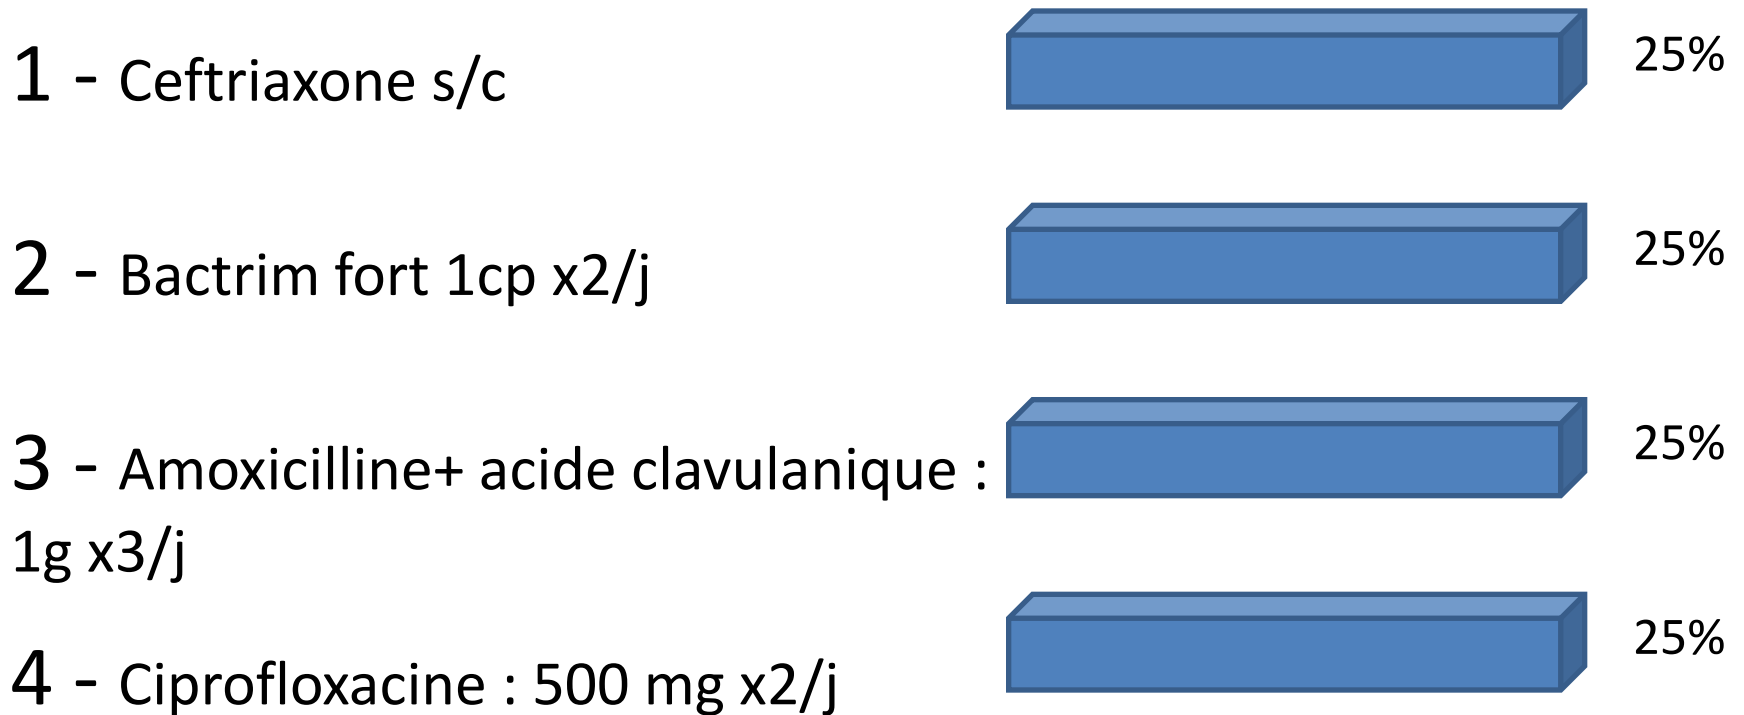 1 - Ceftriaxone s/c
25%
2 - Bactrim fort 1cp x2/j
25%
3 - Amoxicilline+ acide clavulanique :
1g x3/j
25%
4 - Ciprofloxacine : 500 mg x2/j
25%